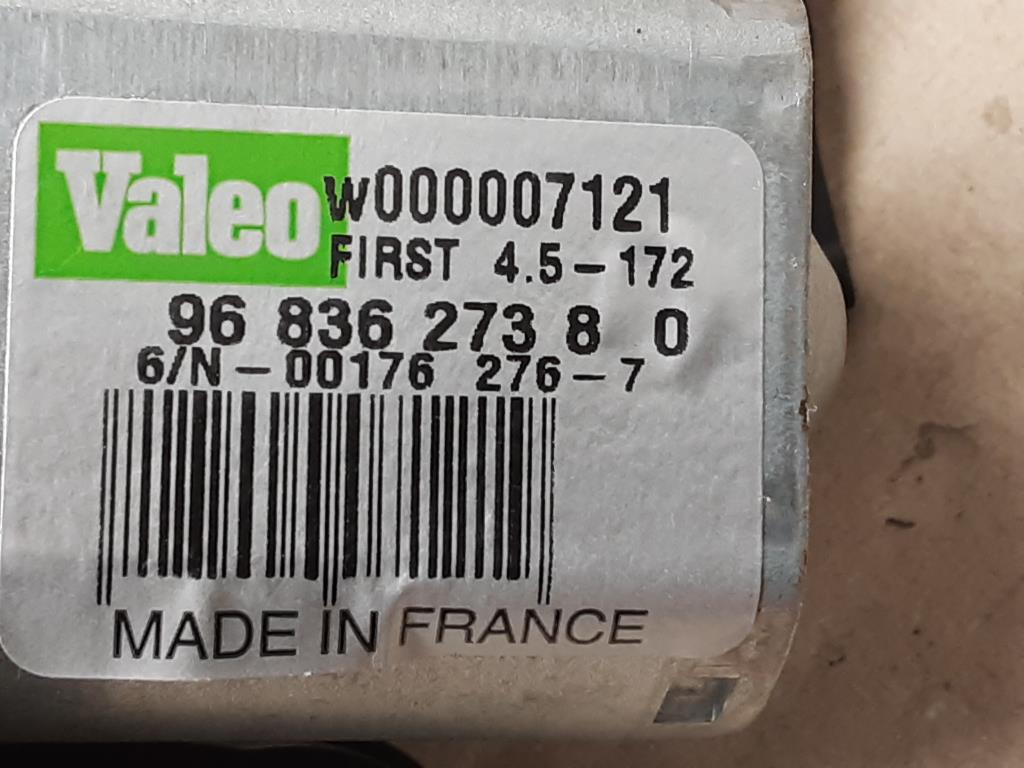 Valeo
W000007121
FIRST 4.5-172
96 836 273 8 0
6/N-00176 276-7
MADE IN FRANCE